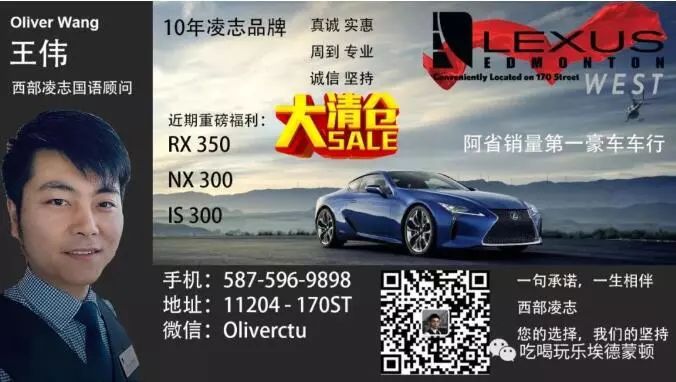 Oliver Wang
王伟
西部凌志国语顾问
10年凌志品牌
真诚 实惠
周到 专业
诚信 坚持
近期重磅福利：
RX 350
NX 300
IS 300
大清仓
SALE
LEXUS
EDMONTON
Conveniently Located on 170 Street
WEST
阿省销量第一豪车车行
手机：587-596-9898
地址：11204 - 170ST
微信：Oliverctu
一句承诺，一生相伴
西部凌志
您的选择，我们的坚持
吃喝玩乐埃德蒙顿